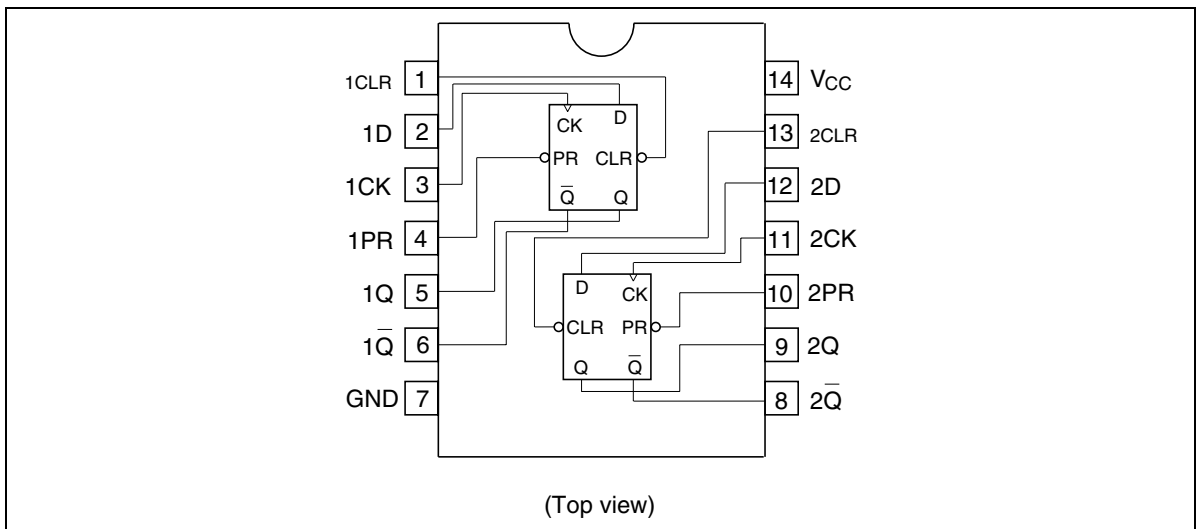 1CLR 1
1D 2
1CK 3
1PR 4
1Q 5
1Q̅ 6
GND 7
14 VCC
13 2CLR
12 2D
11 2CK
10 2PR
9 2Q
8 2Q̅
CK D
PR CLR
Q̅ Q
D CK
CLR PR
Q Q̅
(Top view)